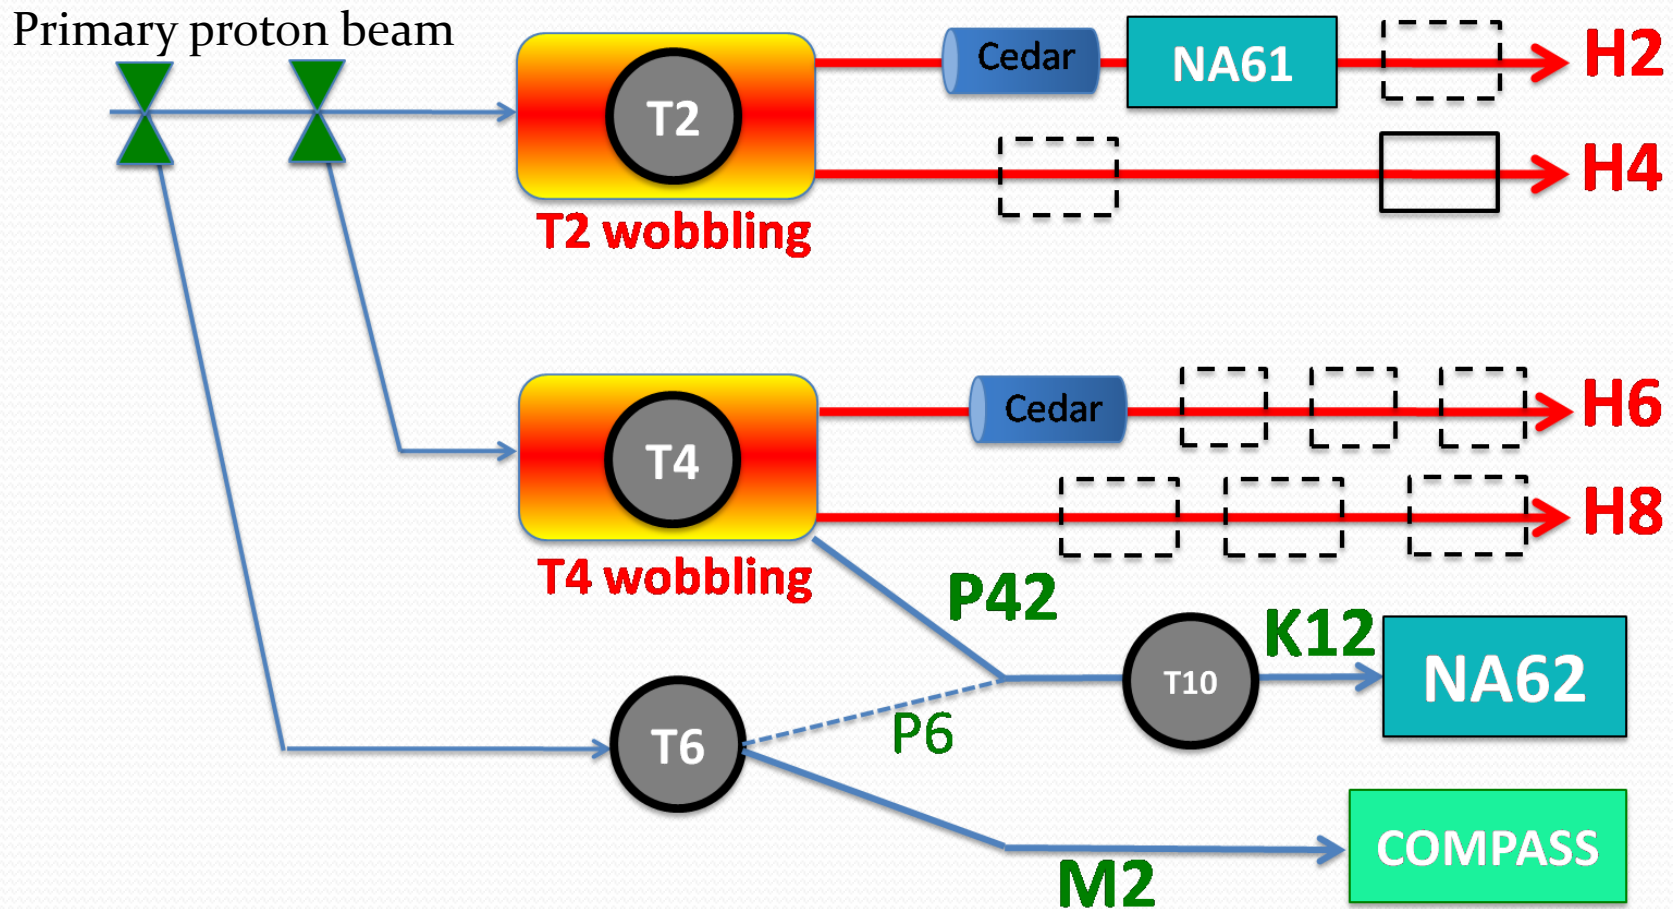 Primary proton beam
T2
T2 wobbling
Cedar
NA61
H2
H4
T4
T4 wobbling
Cedar
H6
H8
P42
K12
T10
NA62
T6
P6
M2
COMPASS